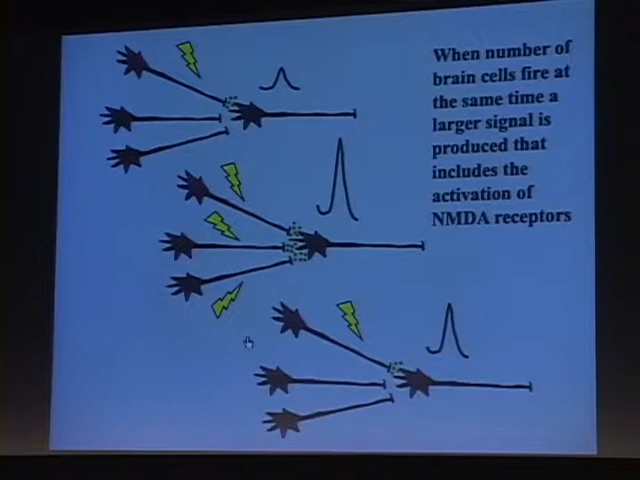 When number of
brain cells fire at
the same time a
larger signal is
produced that
includes the
activation of
NMDA receptors